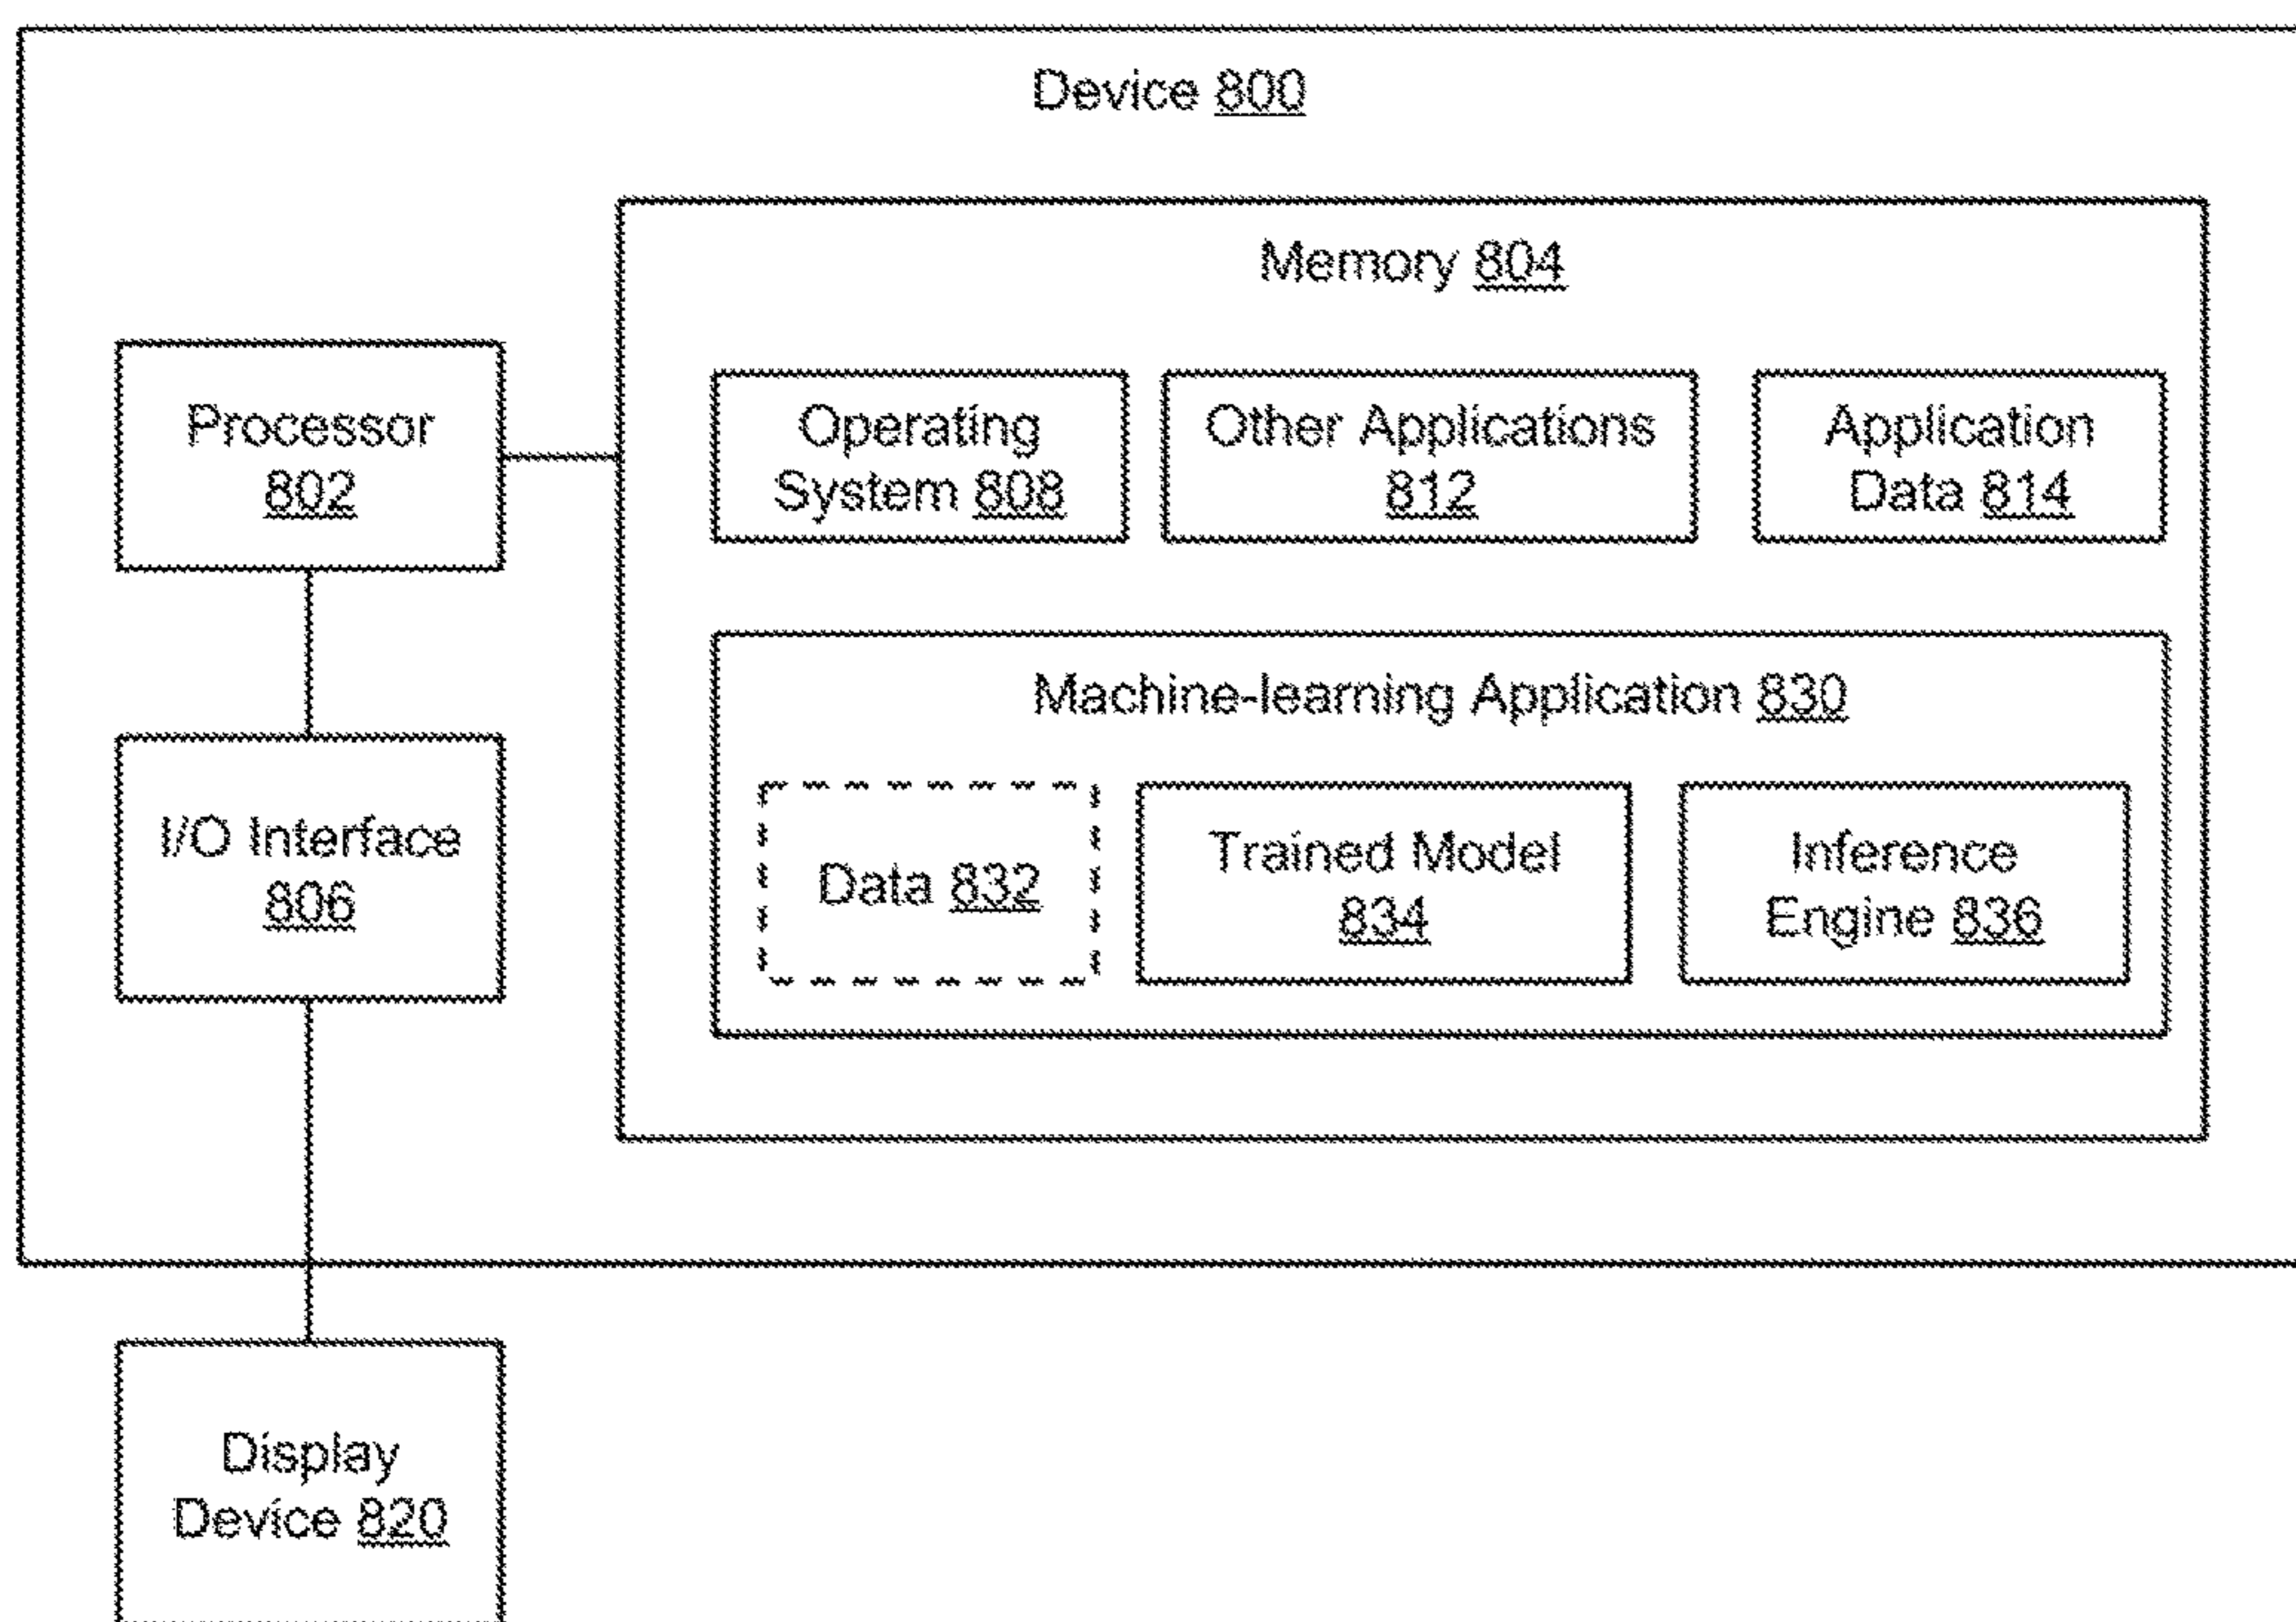 Device 800
Memory 804
Processor
802
Operating
System 808
Other Applications
812
Application
Data 814
Machine-learning Application 830
I/O Interface
806
Data 832
Trained Model
834
Inference
Engine 836
Display
Device 820